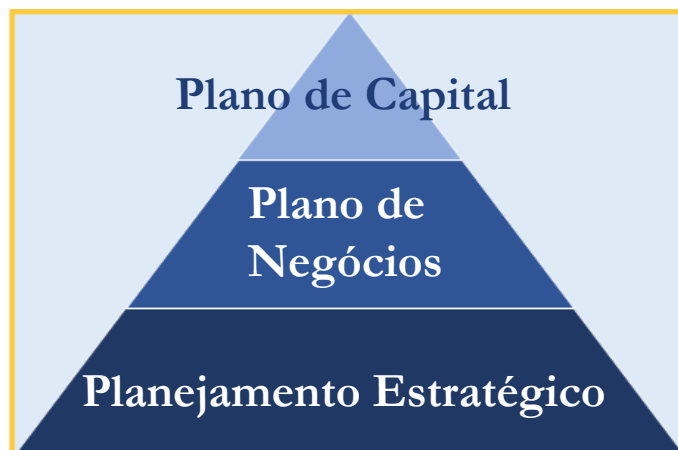 Plano de Capital
Plano de
Negócios
Planejamento Estratégico